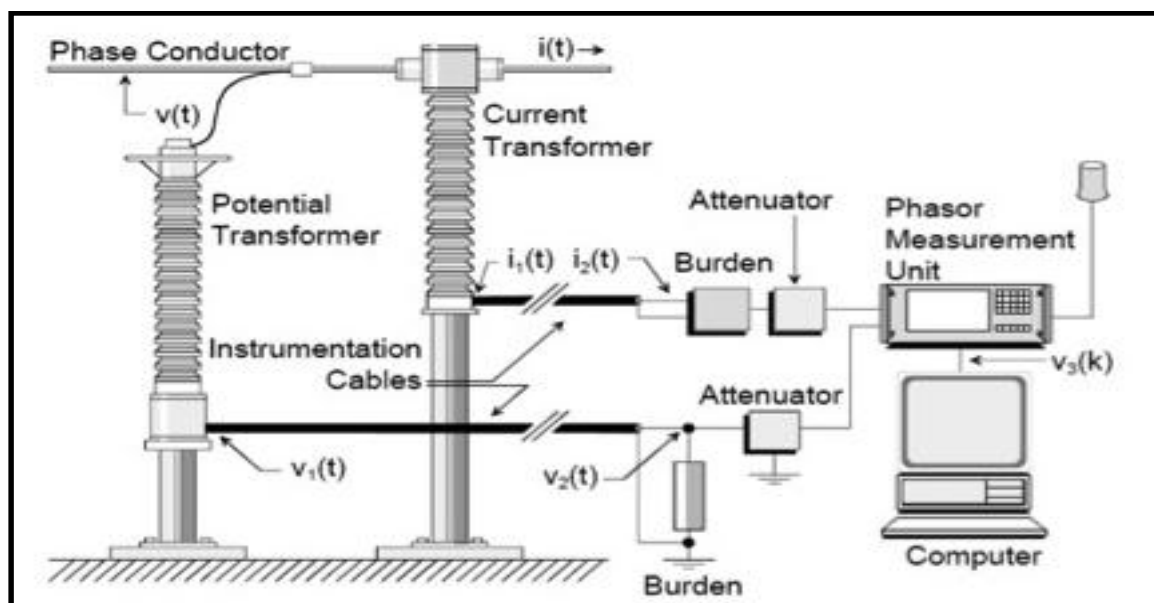 Phase Conductor
i(t)→
v(t)
Current
Transformer
Potential
Transformer
Attenuator
Phasor
Measurement
Unit
i₁(t)
i₂(t)
Burden
Instrumentation
Cables
v₃(k)
Attenuator
v₁(t)
v₂(t)
Computer
Burden